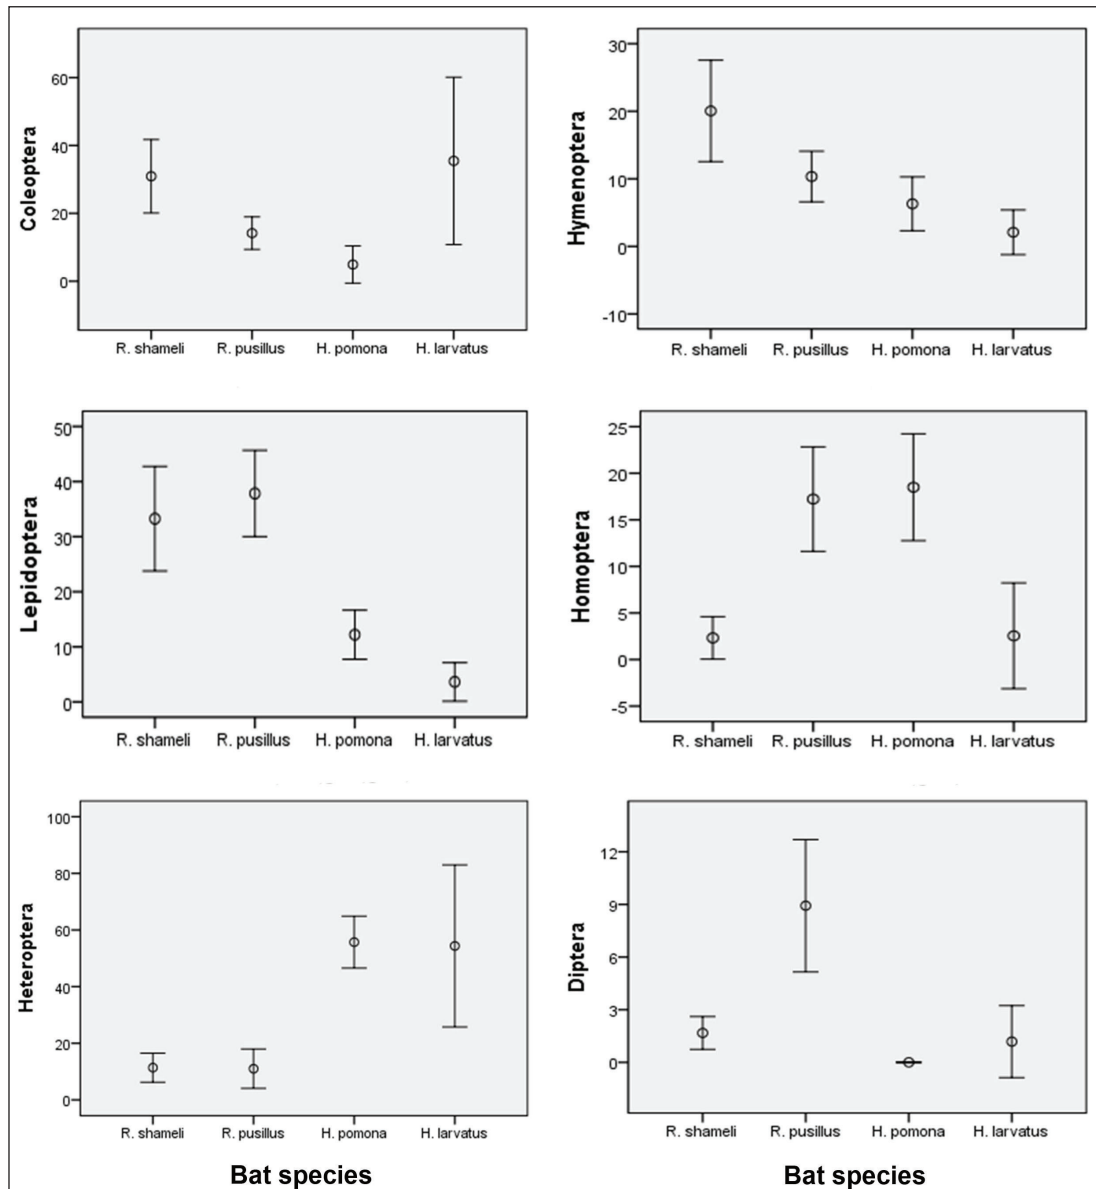 Coleoptera
60
40
20
0
R. shameli R. pusillus H. pomona H. larvatus
Hymenoptera
30
20
10
0
-10
R. shameli R. pusillus H. pomona H. larvatus
Lepidoptera
50
40
30
20
10
0
R. shameli R. pusillus H. pomona H. larvatus
Homoptera
25
20
15
10
5
0
-5
R. shameli R. pusillus H. pomona H. larvatus
Heteroptera
100
80
60
40
20
0
R. shameli R. pusillus H. pomona H. larvatus
Bat species
Diptera
12
9
6
3
0
R. shameli R. pusillus H. pomona H. larvatus
Bat species